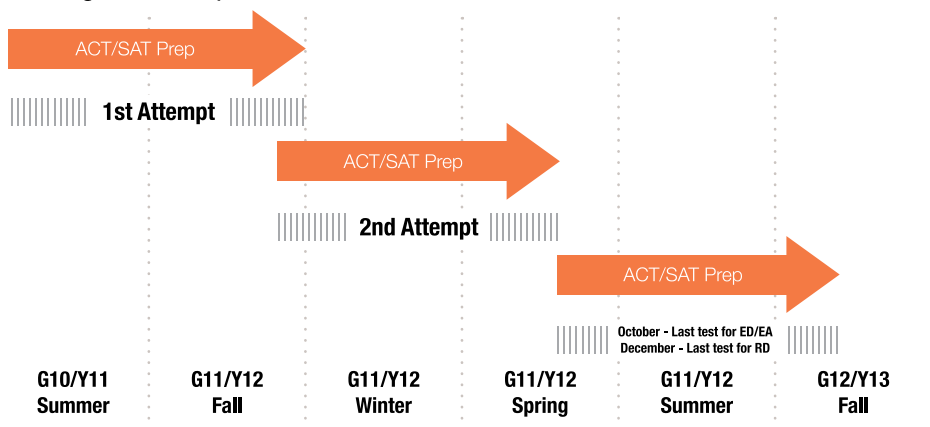 ACT/SAT Prep
1st Attempt
ACT/SAT Prep
2nd Attempt
ACT/SAT Prep
October - Last test for ED/EA
December - Last test for RD
G10/Y11
Summer
G11/Y12
Fall
G11/Y12
Winter
G11/Y12
Spring
G11/Y12
Summer
G12/Y13
Fall